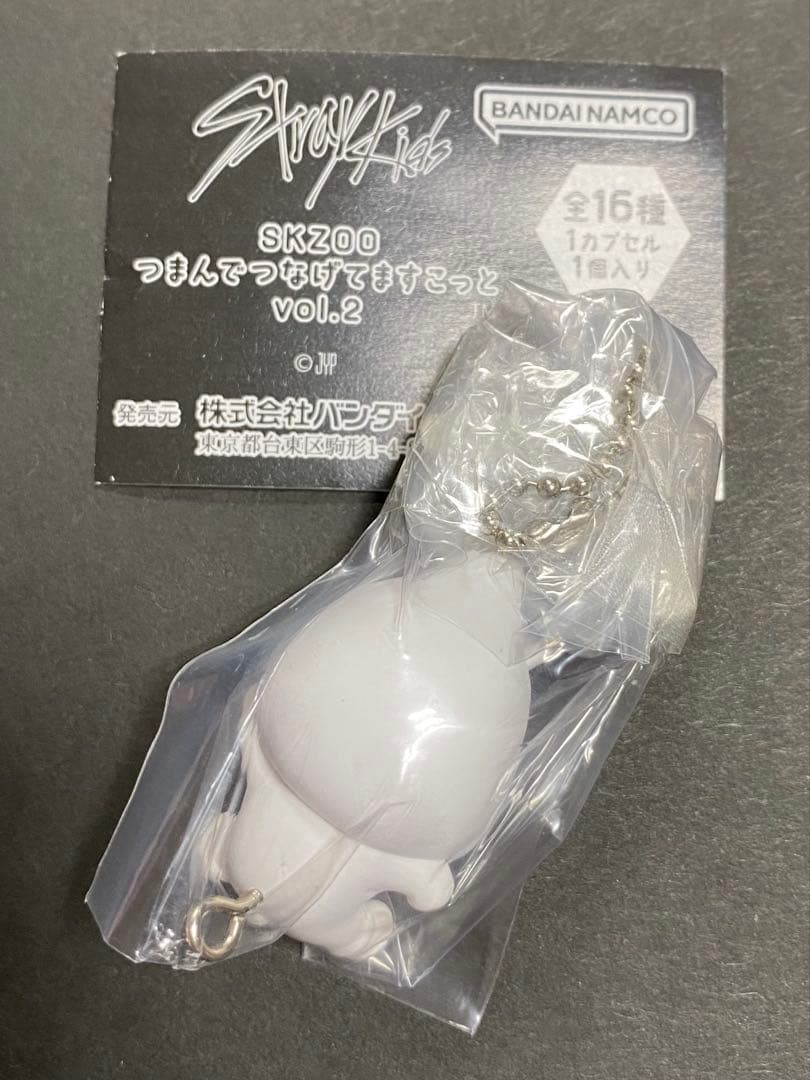 Stray Kids
BANDAI NAMCO
SKZOO
つまんでつなげてますこっと
vol.2
全16種
1カプセル
1個入り
© JYP
発売元 株式会社バンダイ
東京都台東区駒形1-4-